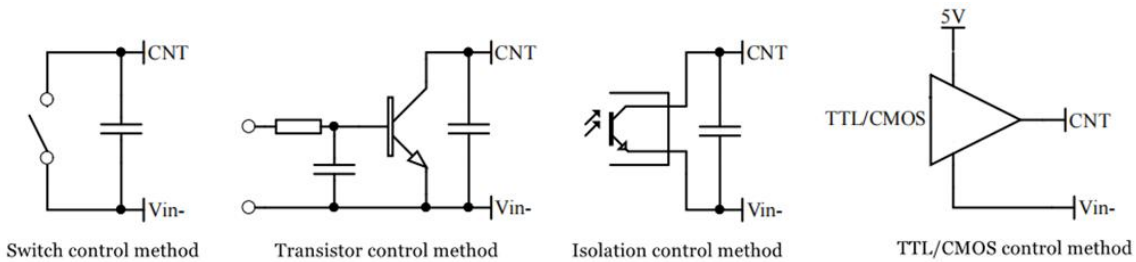 CNT
Vin-
Switch control method
CNT
Vin-
Transistor control method
CNT
Vin-
Isolation control method
5V
TTL/CMOS
CNT
Vin-
TTL/CMOS control method